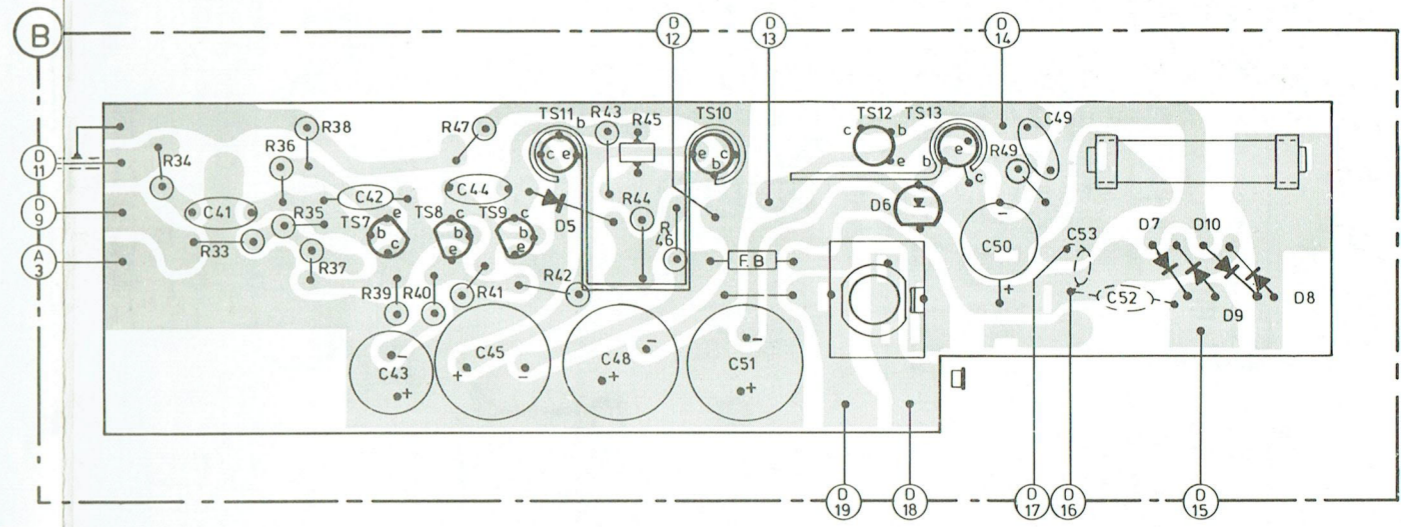 B
D 12
D 13
D 14
D 11
D 9
A 3
R34
R36
R38
R47
TS11
b
c e
R43
R45
TS10
e c
b
TS12
c b
e
TS13
e
b
c
R49
C49
C41
R33
R35
R37
C42
TS7
e
b
c
C44
TS8
c
b
e
TS9
c
b
e
D5
R44
R 46
D6
C50
-
+
C53
D7
D10
F.B
R39
R40
R41
R42
C52
D9
D8
C43
-
+
C45
+ -
C48
-
+
C51
-
+
D 19
D 18
D 17
D 16
D 15